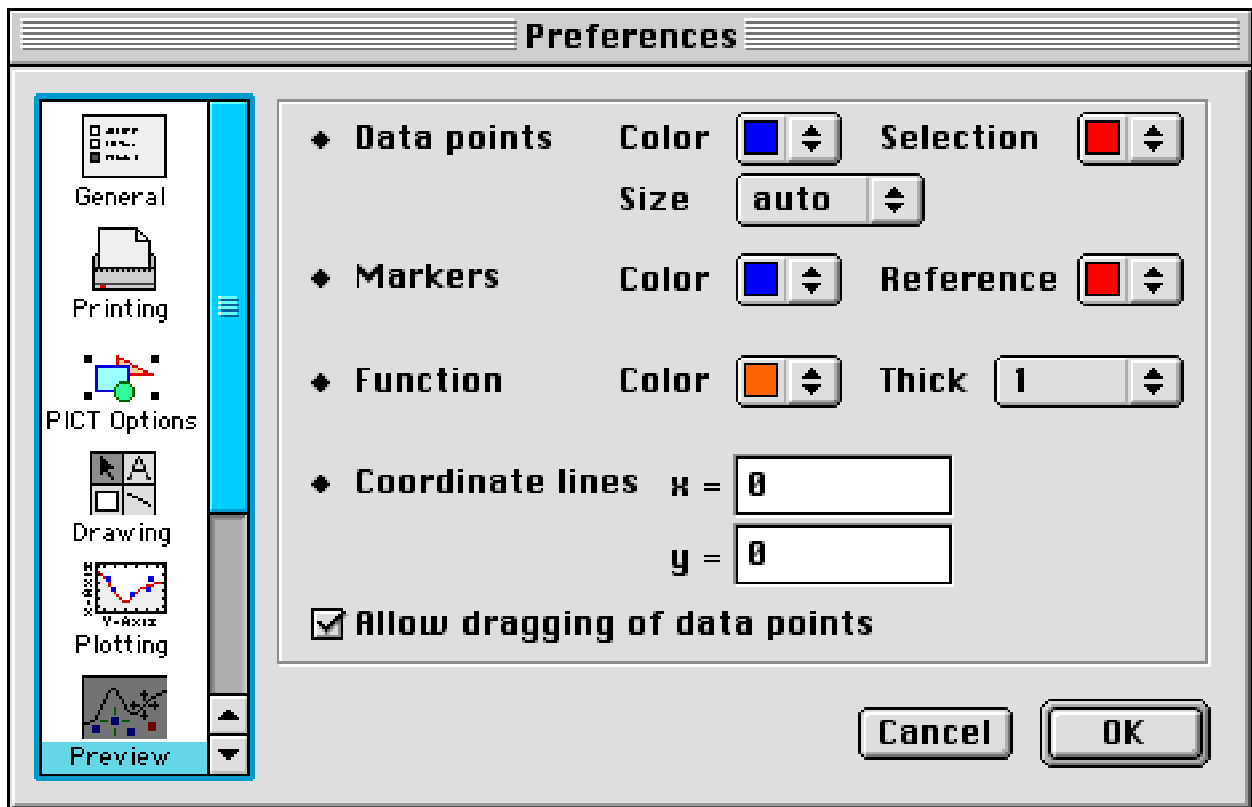 Preferences
General
Printing
PICT Options
Drawing
Y-Axis
Plotting
Preview
Data points Color Selection
Size auto
Markers Color Reference
Function Color Thick 1
Coordinate lines x = 0
y = 0
Allow dragging of data points
Cancel OK